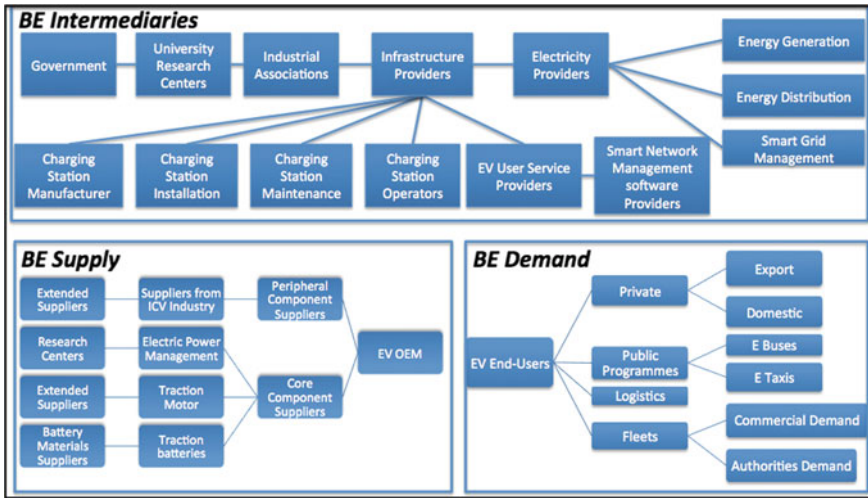 BE Intermediaries
Government
University
Research
Centers
Industrial
Associations
Infrastructure
Providers
Electricity
Providers
Energy Generation
Energy Distribution
Smart Grid
Management
Charging
Station
Manufacturer
Charging
Station
Installation
Charging
Station
Maintenance
Charging
Station
Operators
EV User Service
Providers
Smart Network
Management
software
Providers
BE Supply
Extended
Suppliers
Suppliers from
ICV Industry
Peripheral
Component
Suppliers
Research
Centers
Electric Power
Management
EV OEM
Extended
Suppliers
Traction
Motor
Core
Component
Suppliers
Battery
Materials
Suppliers
Traction
batteries
BE Demand
EV End-Users
Private
Export
Domestic
Public
Programmes
E Buses
E Taxis
Logistics
Fleets
Commercial Demand
Authorities Demand